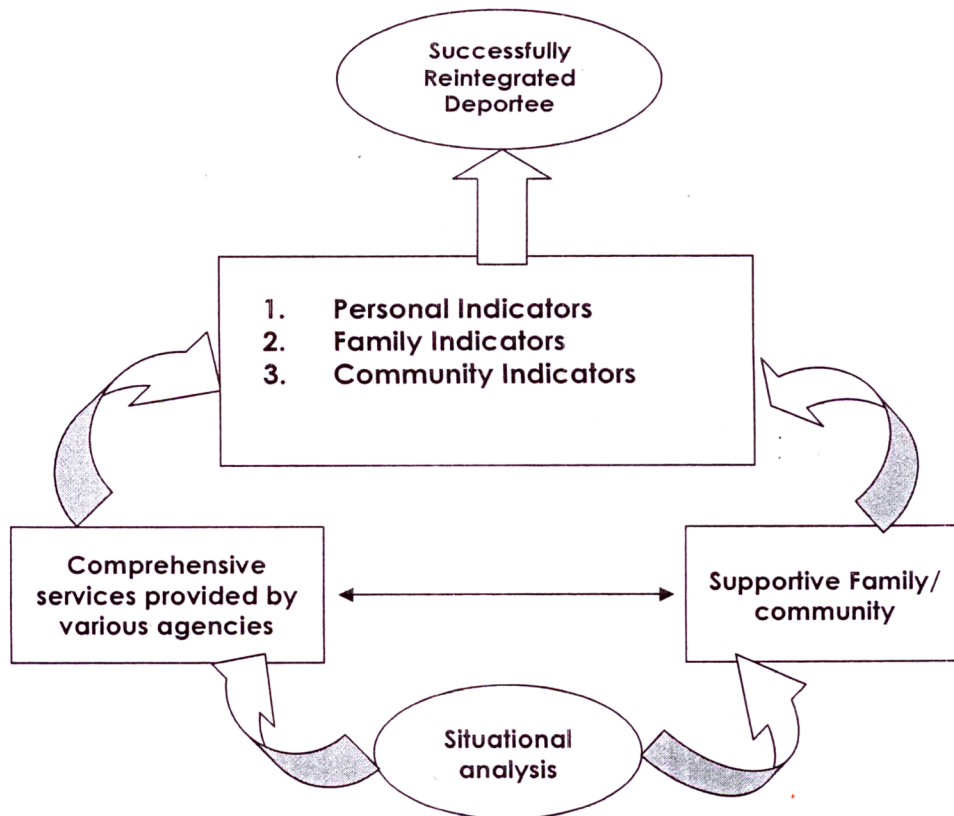 Successfully
Reintegrated
Deportee
1. Personal Indicators
2. Family Indicators
3. Community Indicators
Comprehensive
services provided by
various agencies
Supportive Family/
community
Situational
analysis